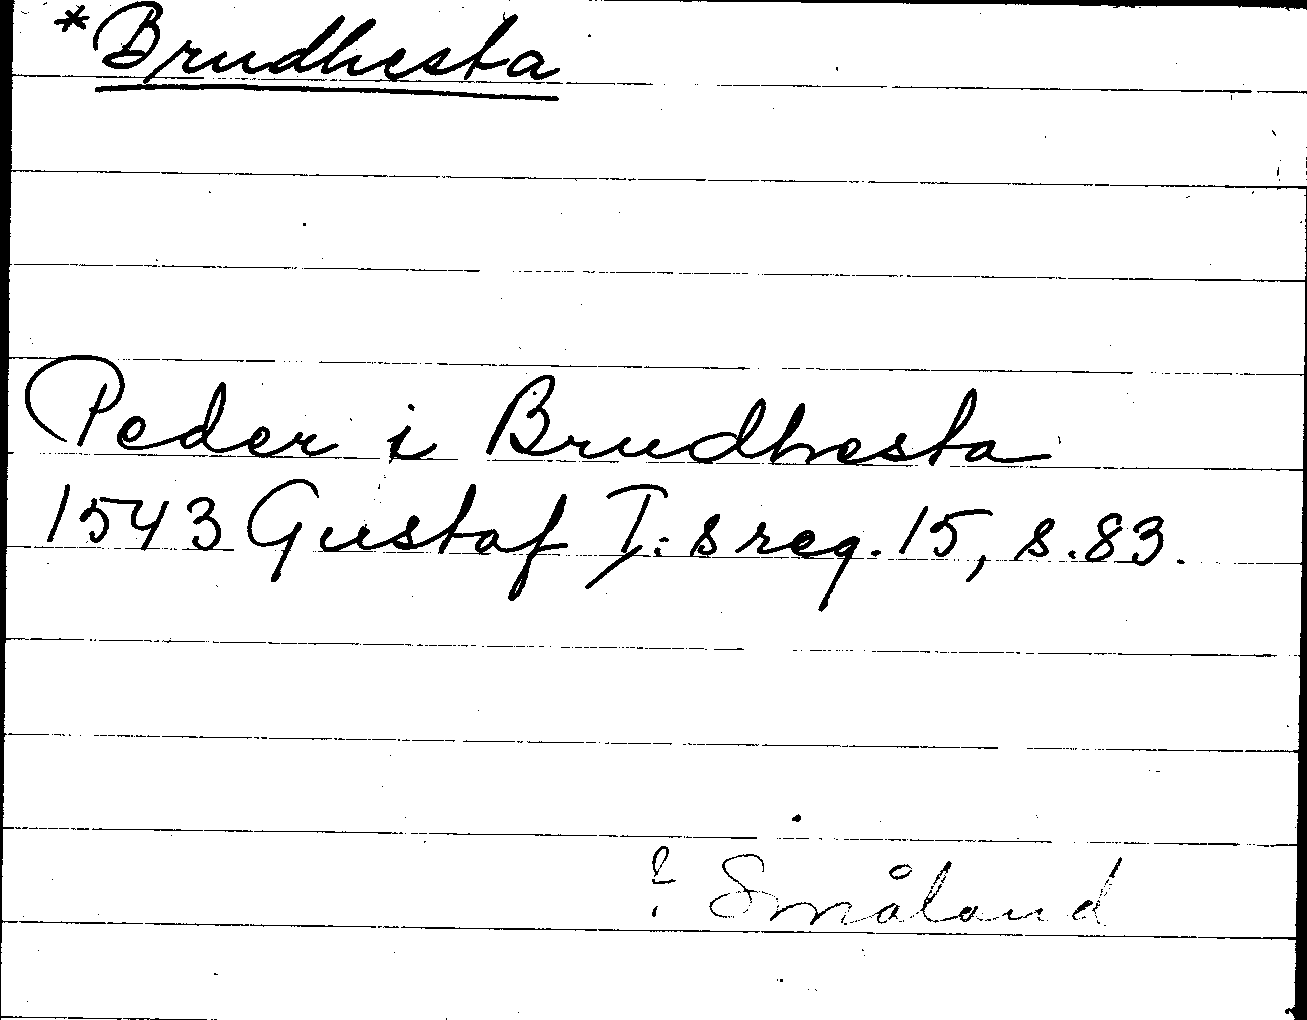 *Brudhesta
Peder i Brudhesta
1543 Gustaf I:s reg. 15, s. 83.
? Småland